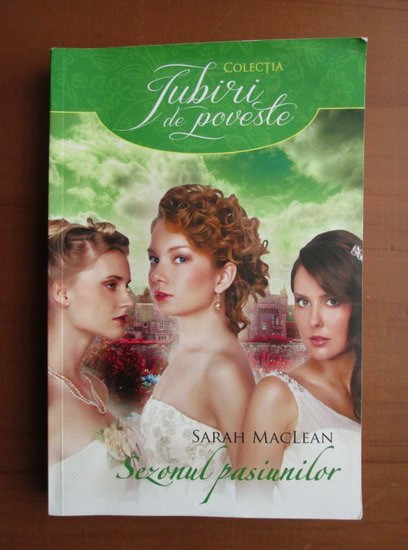 COLECȚIA
Iubiri
de poveste
SARAH MACLEAN
Sezonul pasiunilor